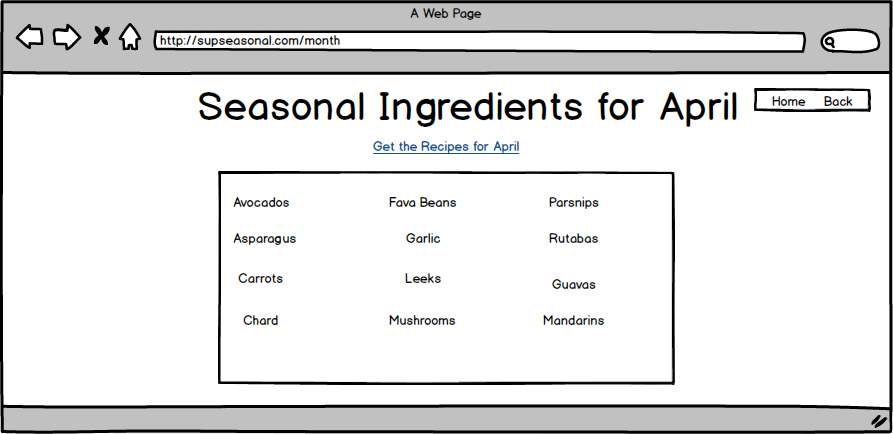 A Web Page
http://supseasonal.com/month
Seasonal Ingredients for April
Home Back
Get the Recipes for April
Avocados Fava Beans Parsnips
Asparagus Garlic Rutabas
Carrots Leeks Guavas
Chard Mushrooms Mandarins